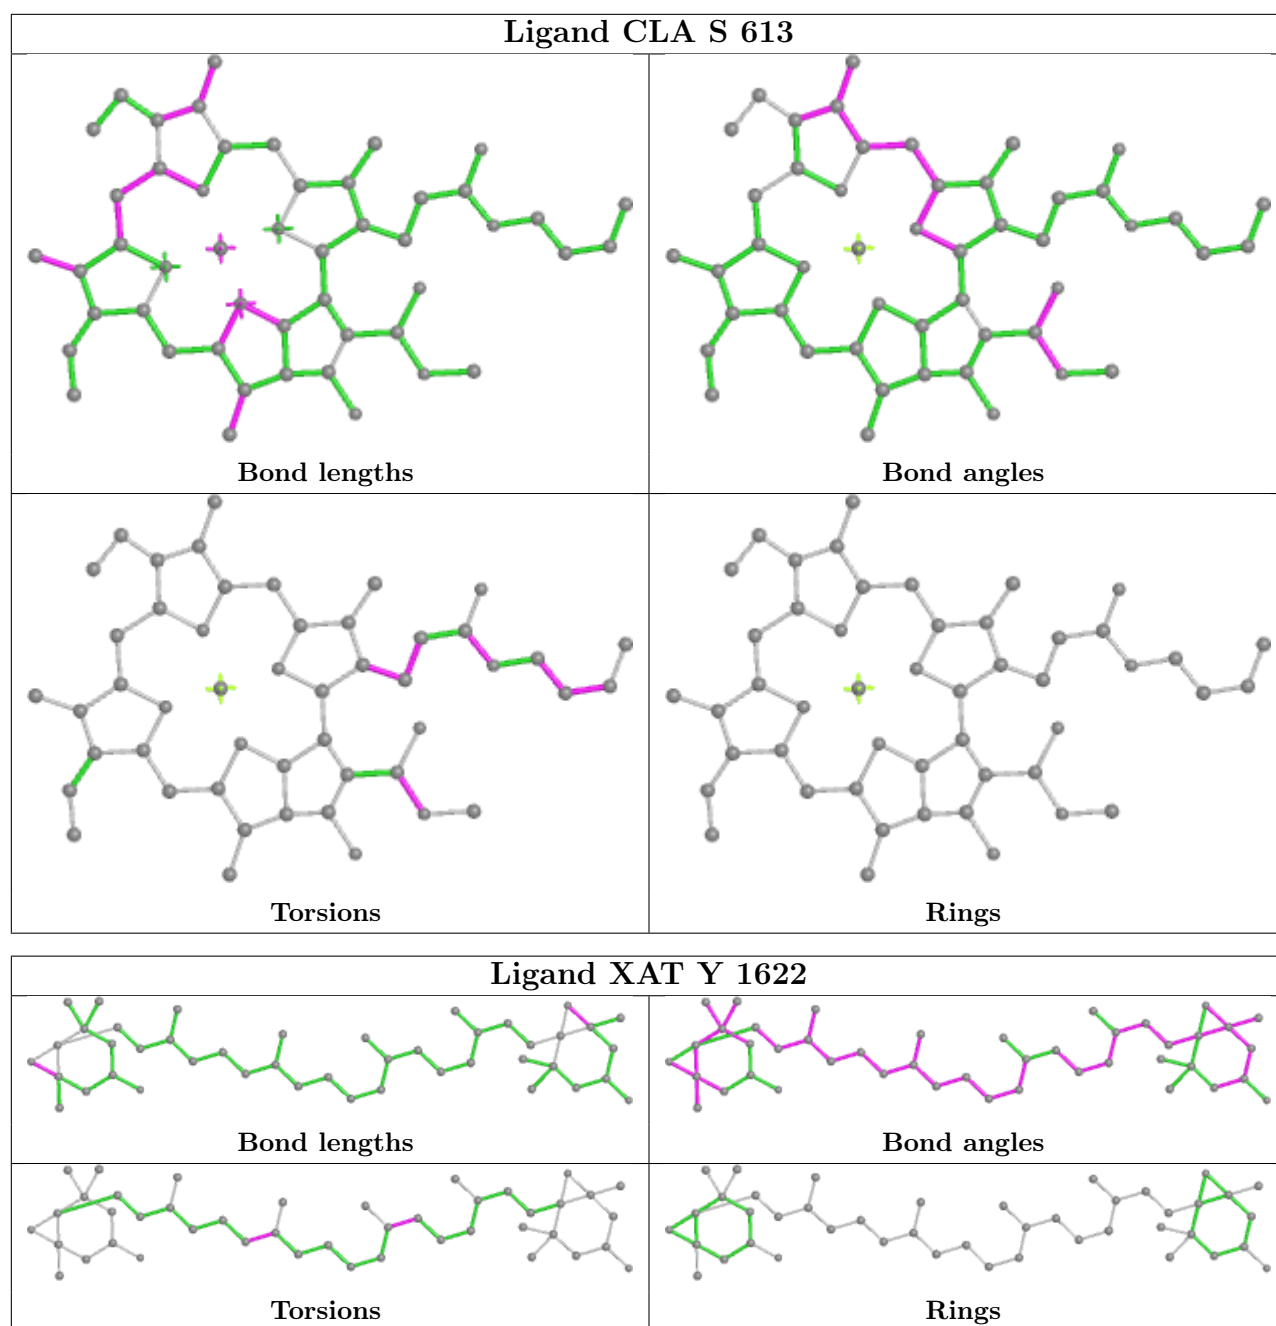 Ligand CLA S 613
Bond lengths
Bond angles
Torsions
Rings
Ligand XAT Y 1622
Bond lengths
Bond angles
Torsions
Rings